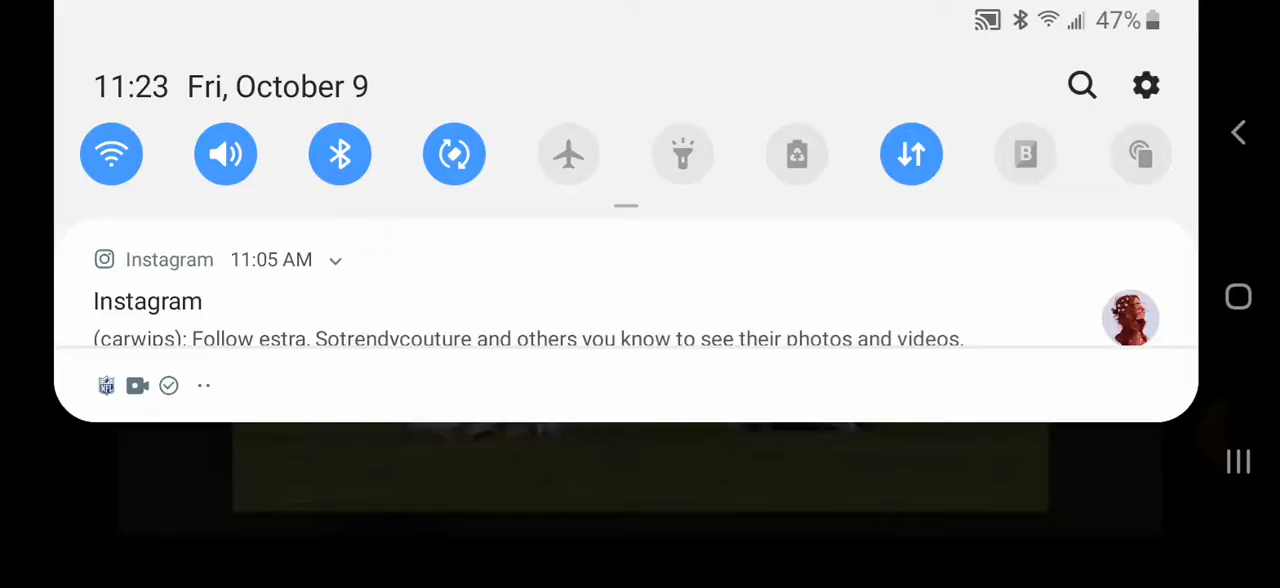 47%
11:23 Fri, October 9
B
Instagram 11:05 AM
Instagram
(carwips): Follow estra, Sotrendycouture and others you know to see their photos and videos.
NFL